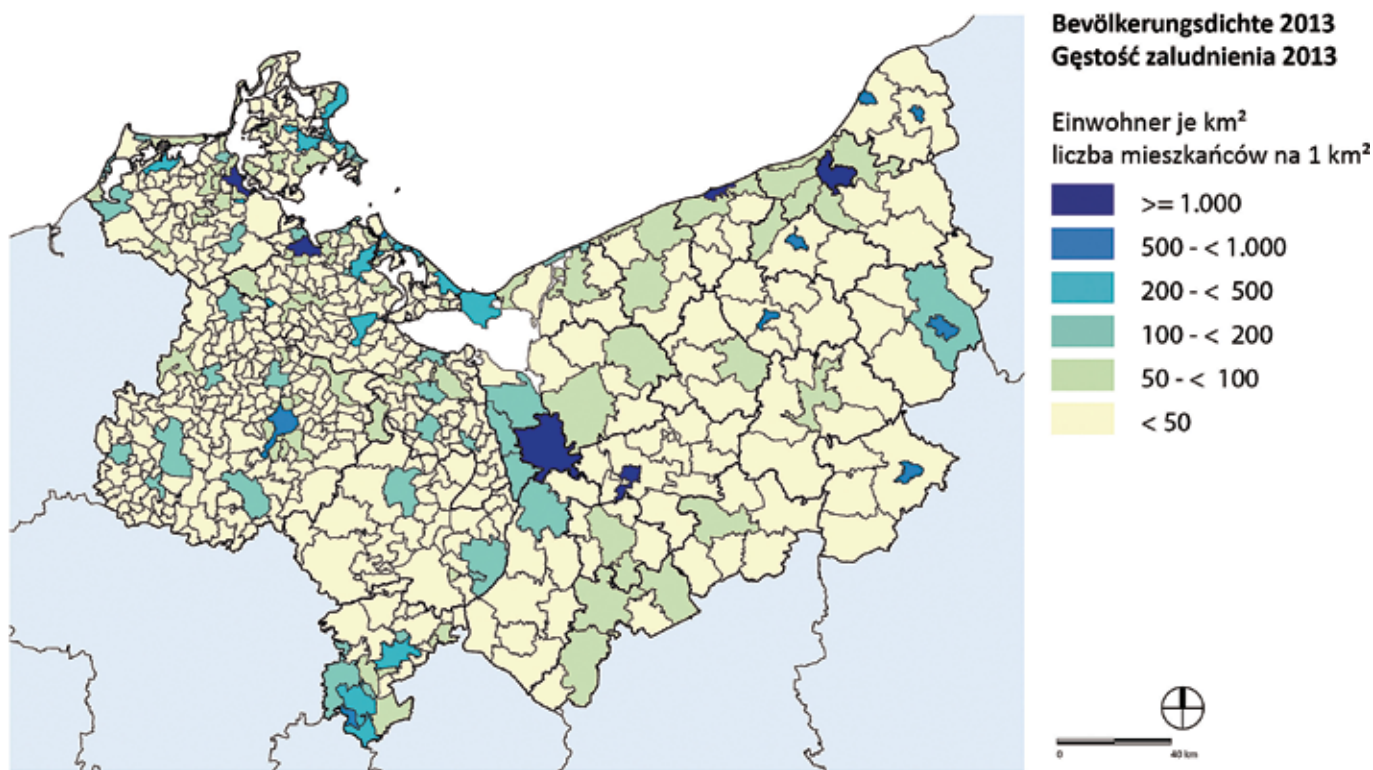 Bevölkerungsdichte 2013
Gęstość zaludnienia 2013
Einwohner je km²
liczba mieszkańców na 1 km²
>= 1.000
500 - < 1.000
200 - < 500
100 - < 200
50 - < 100
< 50
0
40 km